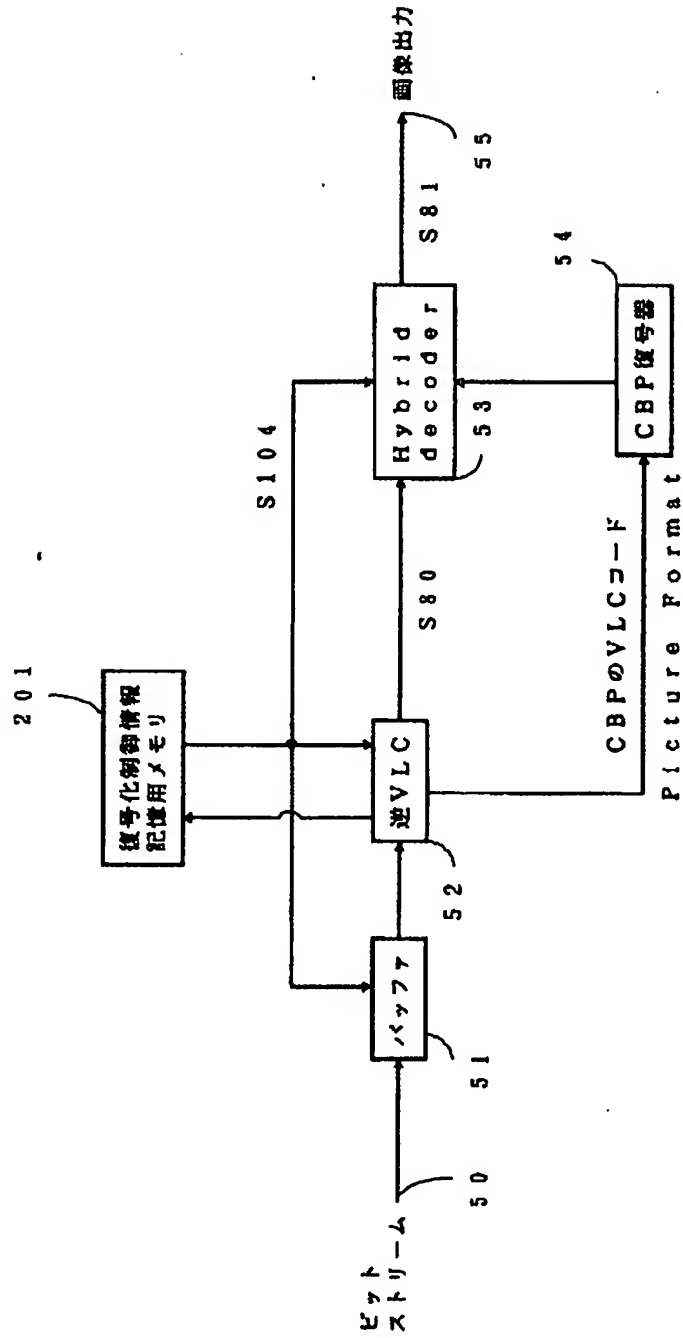 201
復号化制御情報
記憶用メモリ
S104
ビット
ストリーム
50
バッファ
51
逆VLC
52
S80
Hybrid
decoder
53
S81
画像出力
55
CBPのVLCコード
Picture Format
CBP復号器
54